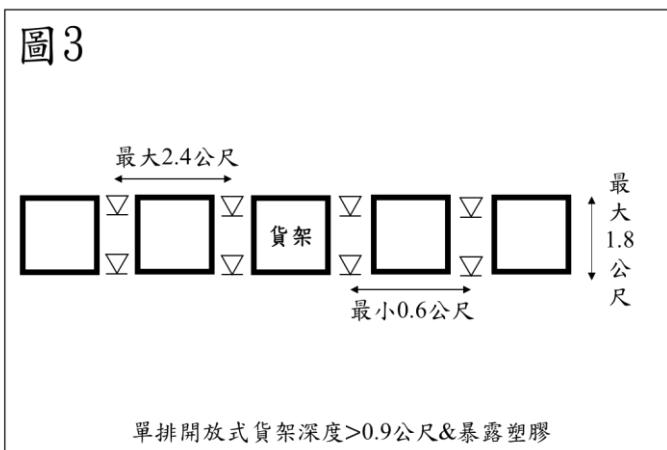 圖3
最大2.4公尺
貨架
最大1.8公尺
最小0.6公尺
單排開放式貨架深度>0.9公尺&暴露塑膠